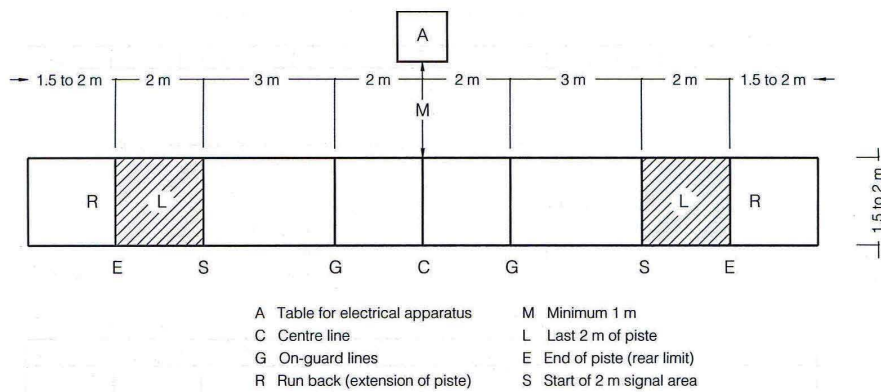 A
1.5 to 2 m 2 m 3 m 2 m 2 m 3 m 2 m 1.5 to 2 m
M
R L L R
1.5 to 2 m
E S G C G S E
A Table for electrical apparatus
C Centre line
G On-guard lines
R Run back (extension of piste)
M Minimum 1 m
L Last 2 m of piste
E End of piste (rear limit)
S Start of 2 m signal area